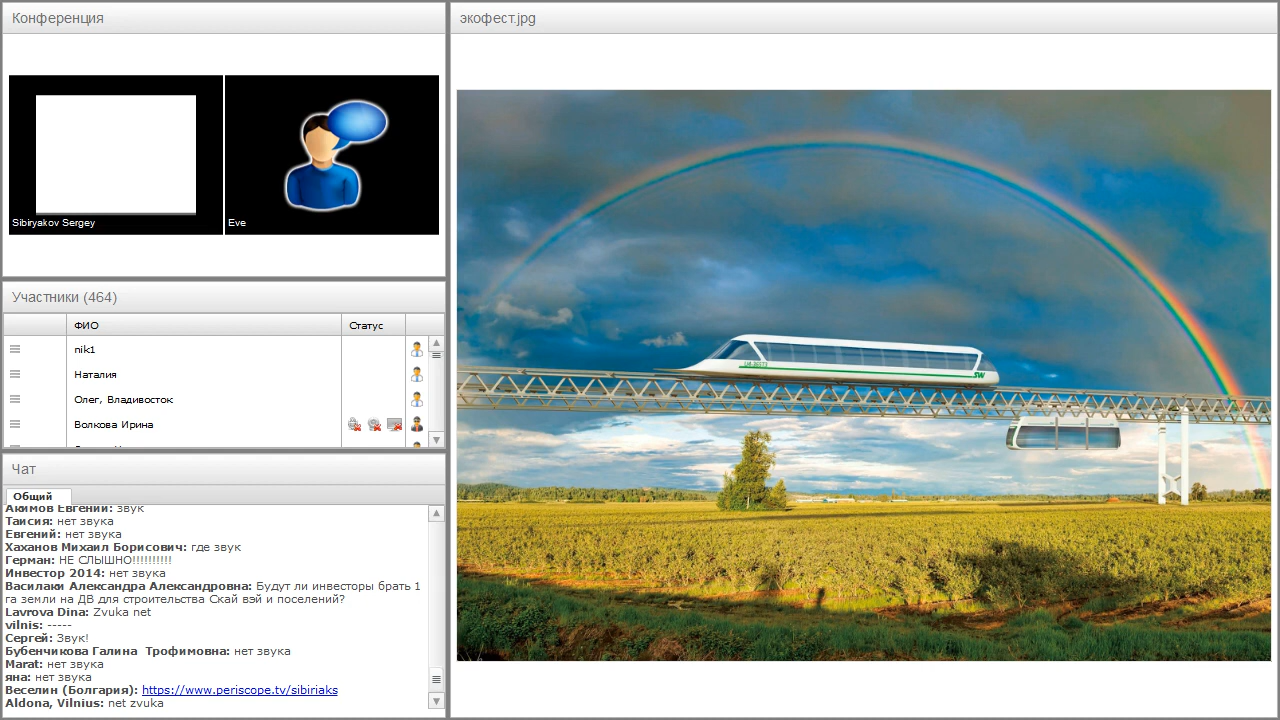 Конференция
Sibiryakov Sergey
Eve
Участники (464)
ФИО
Статус
nik1
Наталия
Олег, Владивосток
Волкова Ирина
Чат
Общий
Акимов Евгений: звук
Таисия: нет звука
Евгений: нет звука
Хаханов Михаил Борисович: где звук
Герман: НЕ СЛЫШНО!!!!!!!!!!
Инвестор 2014: нет звука
Василаки Александра Александровна: Будут ли инвесторы брать 1
га земли на ДВ для строительства Скай вэй и поселений?
Lavrova Dina: Zvuka net
vilnis: -----
Сергей: Звук!
Бубенчикова Галина  Трофимовна: нет звука
Marat: нет звука
яна: нет звука
Веселин (Болгария): https://www.periscope.tv/sibiriaks
Aldona, Vilnius: net zvuka
экофест.jpg
SW